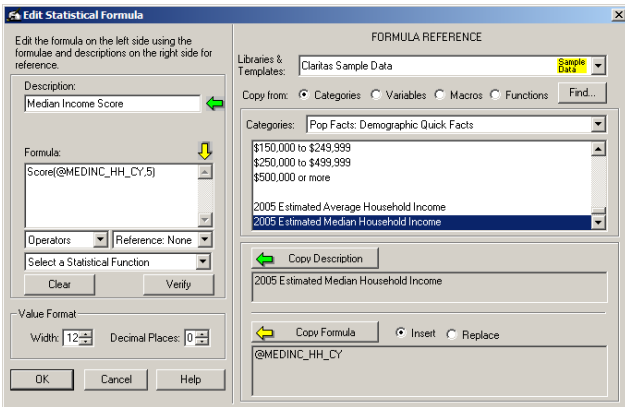 Edit Statistical Formula
Edit the formula on the left side using the
formulae and descriptions on the right side for
reference.
Description:
Median Income Score
Formula:
Score(@MEDINC_HH_CY,5)
Operators
Reference: None
Select a Statistical Function
Clear
Verify
Value Format
Width: 12
Decimal Places: 0
OK
Cancel
Help
FORMULA REFERENCE
Libraries &
Templates:
Claritas Sample Data
Sample
Data
Copy from: Categories Variables Macros Functions
Find...
Categories: Pop Facts: Demographic Quick Facts
$150,000 to $249,999
$250,000 to $499,999
$500,000 or more
2005 Estimated Average Household Income
2005 Estimated Median Household Income
Copy Description
2005 Estimated Median Household Income
Copy Formula
Insert Replace
@MEDINC_HH_CY